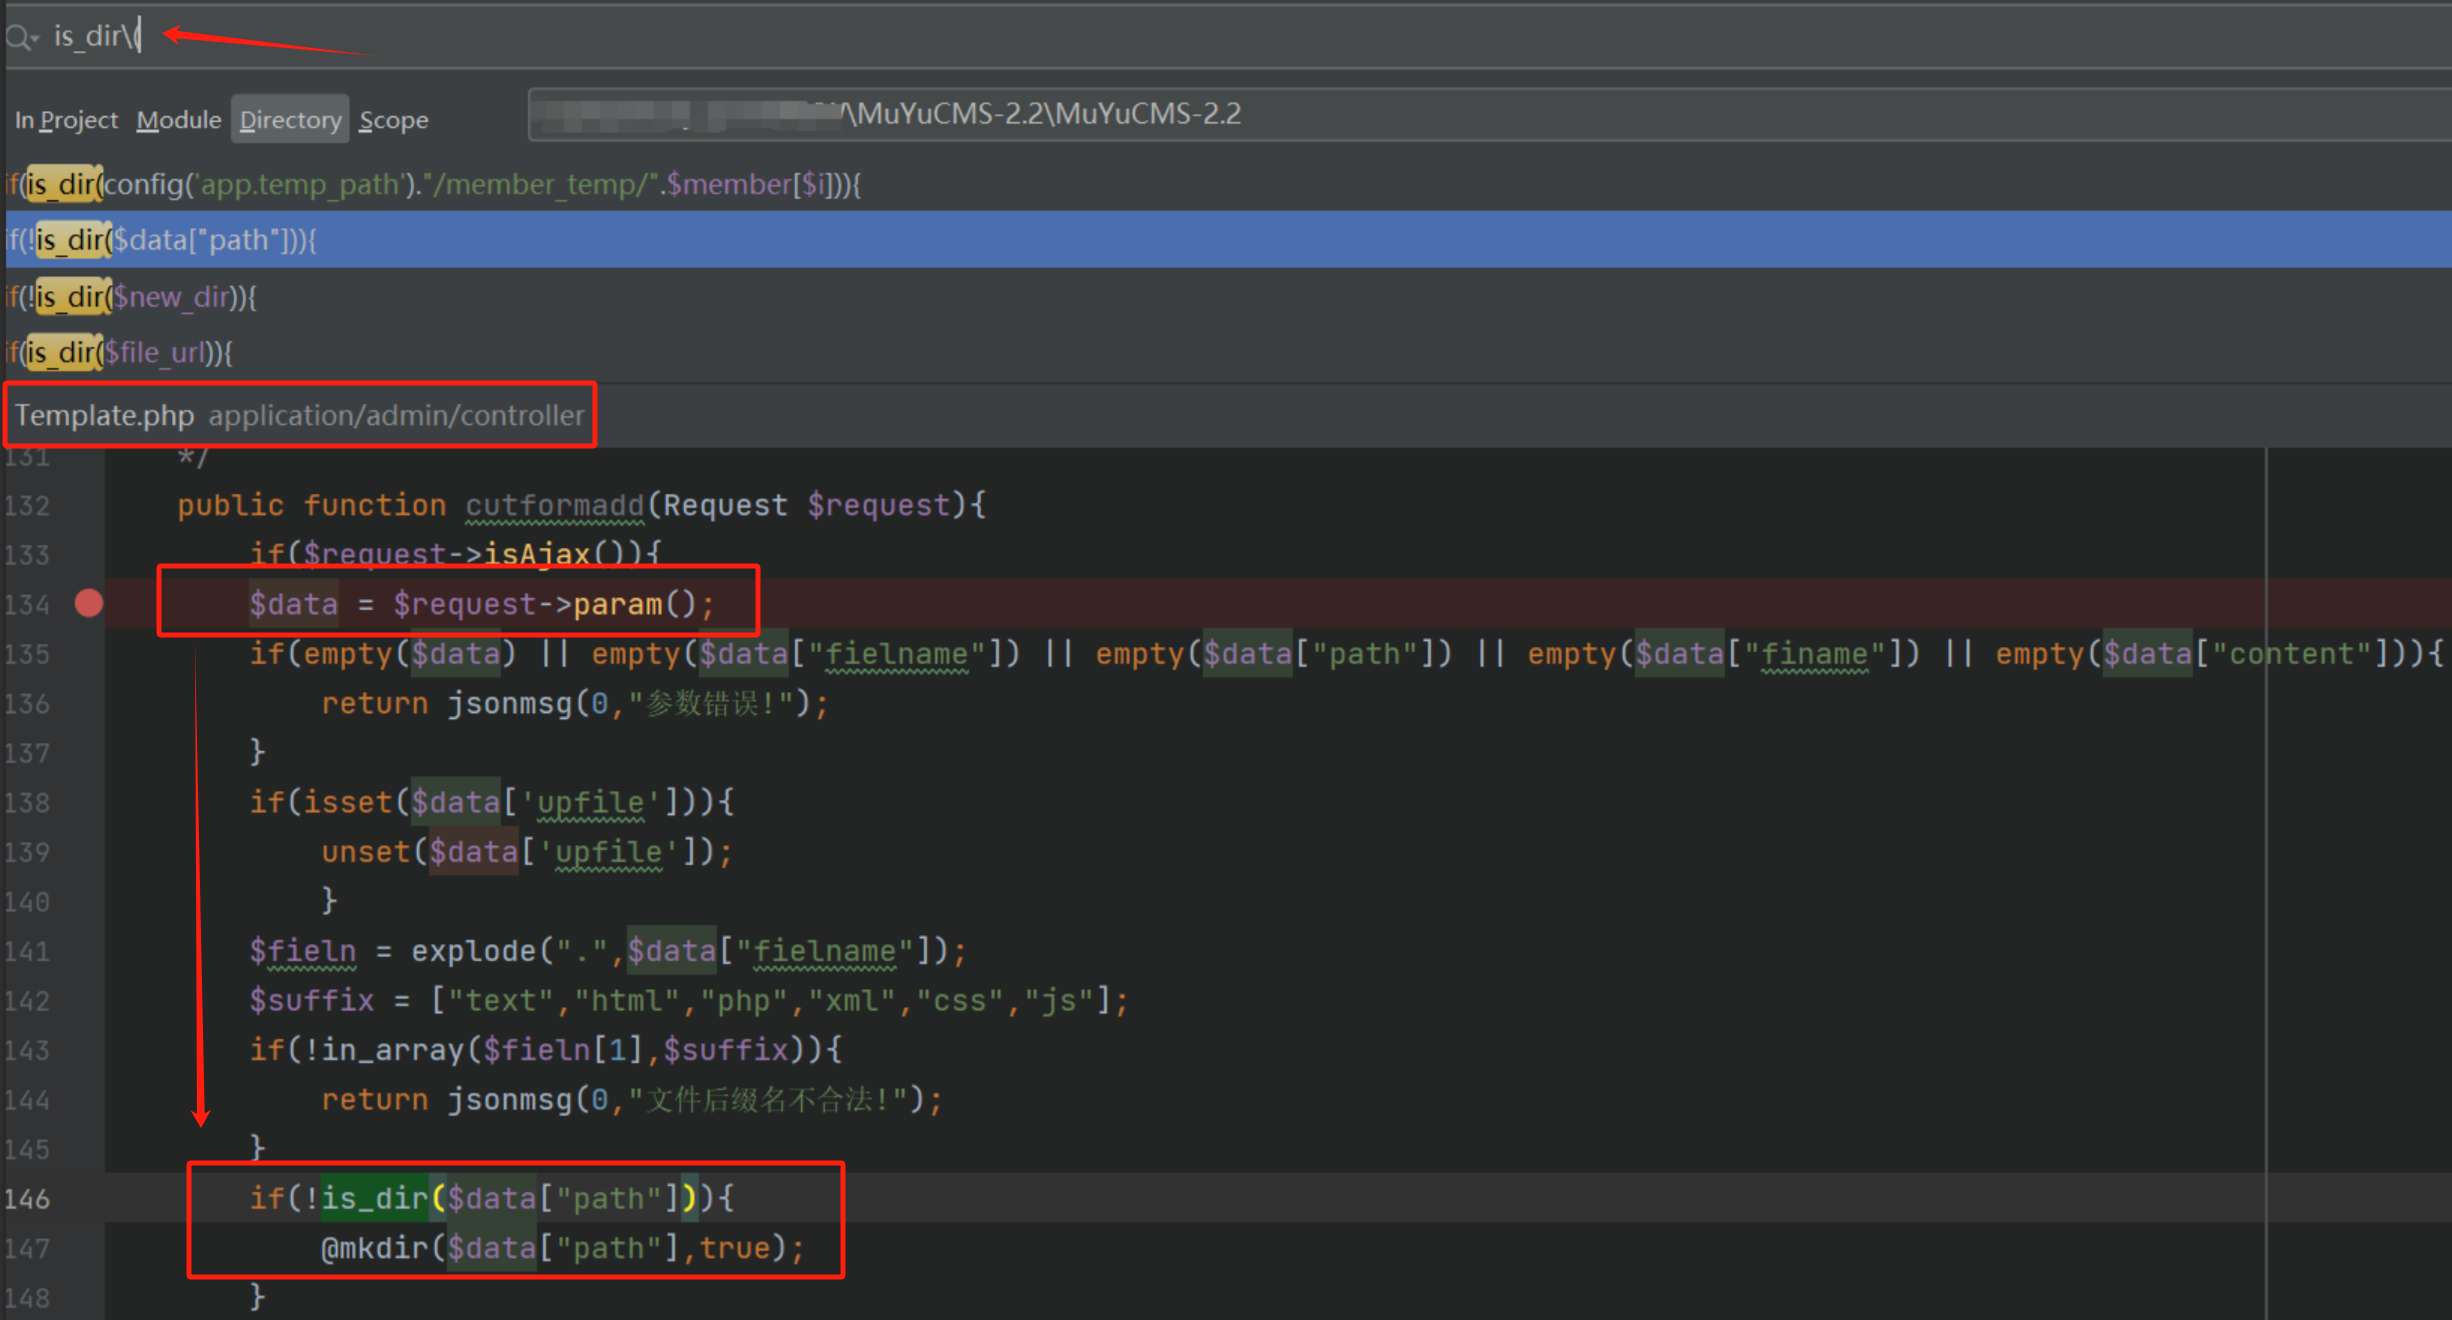 is_dir\(
In Project Module Directory Scope \MuYuCMS-2.2\MuYuCMS-2.2
if(is_dir(config('app.temp_path')."/member_temp/".$member[$i])){
if(!is_dir($data["path"])){
if(!is_dir($new_dir)){
if(is_dir($file_url)){
Template.php application/admin/controller
131 */
132 public function cutformadd(Request $request){
133 if($request->isAjax()){
134 $data = $request->param();
135 if(empty($data) || empty($data["fielname"]) || empty($data["path"]) || empty($data["finame"]) || empty($data["content"])){
136 return jsonmsg(0,"参数错误!");
137 }
138 if(isset($data['upfile'])){
139 unset($data['upfile']);
140 }
141 $fieln = explode(".",$data["fielname"]);
142 $suffix = ["text","html","php","xml","css","js"];
143 if(!in_array($fieln[1],$suffix)){
144 return jsonmsg(0,"文件后缀名不合法!");
145 }
146 if(!is_dir($data["path"])){
147 @mkdir($data["path"],true);
148 }